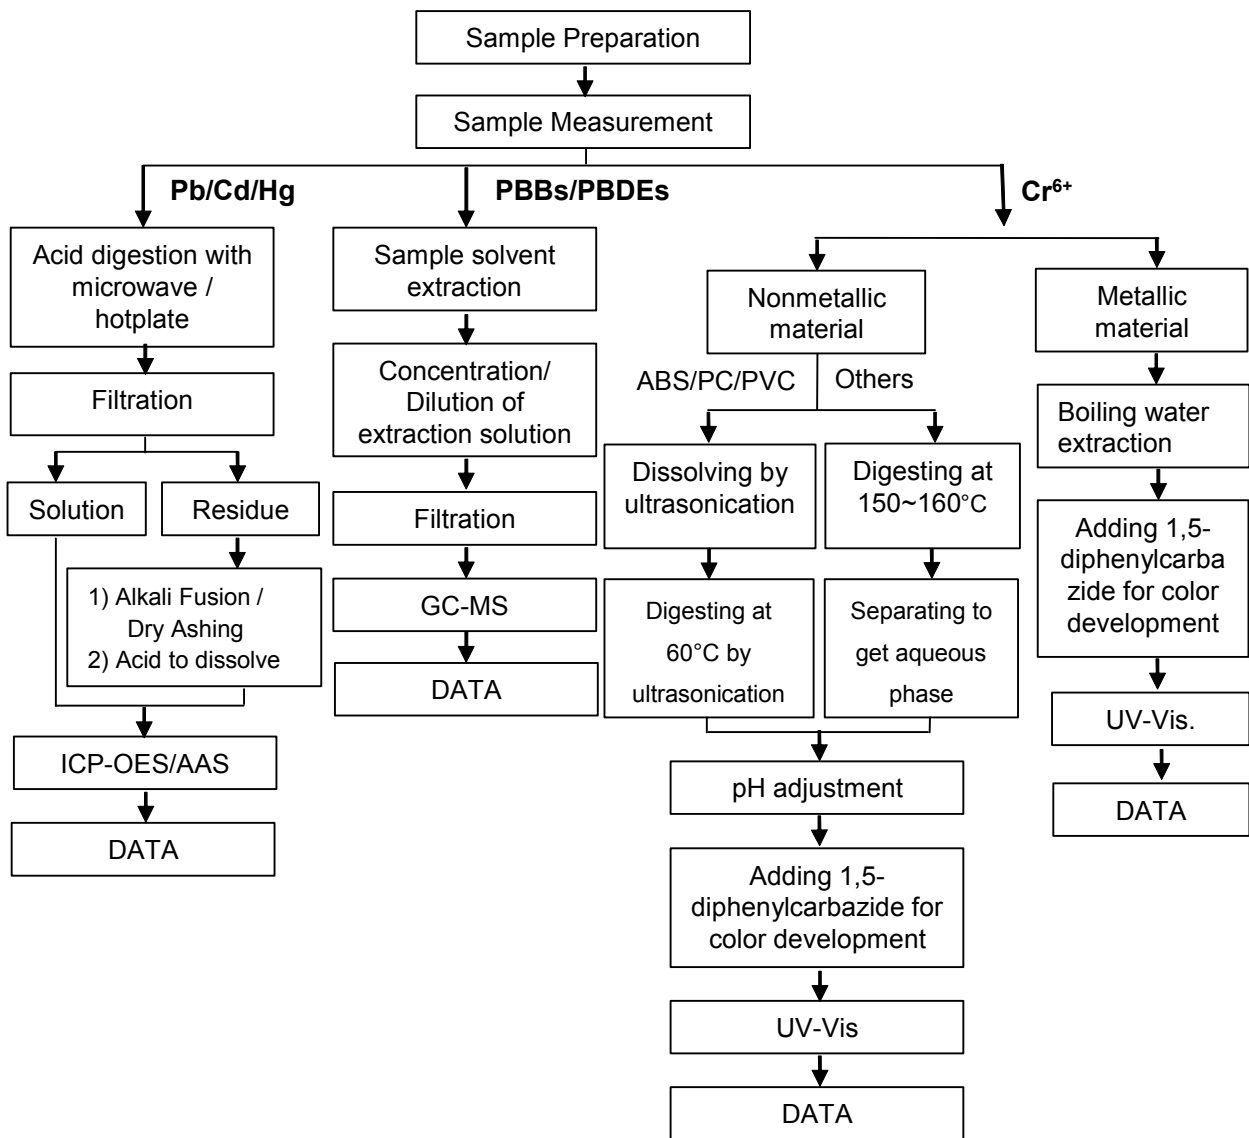 Sample Preparation
Sample Measurement
Pb/Cd/Hg
PBBs/PBDEs
Cr⁶⁺
Acid digestion with
microwave /
hotplate
Filtration
Solution
Residue
1) Alkali Fusion /
Dry Ashing
2) Acid to dissolve
ICP-OES/AAS
DATA
Sample solvent
extraction
Concentration/
Dilution of
extraction solution
Filtration
GC-MS
DATA
Nonmetallic
material
ABS/PC/PVC
Others
Dissolving by
ultrasonication
Digesting at
60°C by
ultrasonication
Digesting at
150~160°C
Separating to
get aqueous
phase
pH adjustment
Adding 1,5-
diphenylcarbazide for
color development
UV-Vis
DATA
Metallic
material
Boiling water
extraction
Adding 1,5-
diphenylcarba
zide for color
development
UV-Vis.
DATA